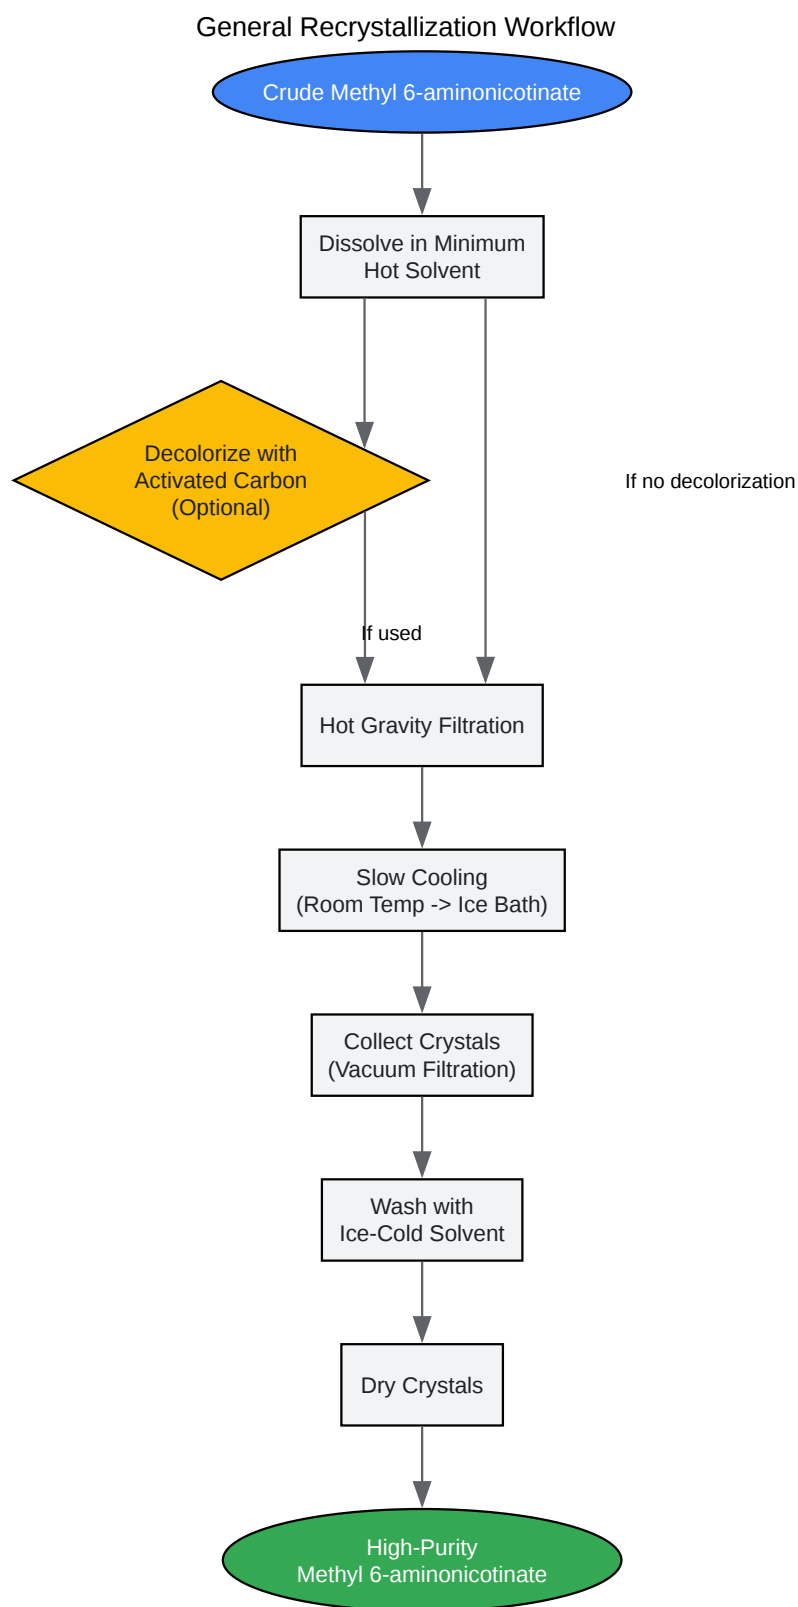 General Recrystallization Workflow
Crude Methyl 6-aminonicotinate
Dissolve in Minimum
Hot Solvent
Decolorize with
Activated Carbon
(Optional)
If no decolorization
If used
Hot Gravity Filtration
Slow Cooling
(Room Temp -> Ice Bath)
Collect Crystals
(Vacuum Filtration)
Wash with
Ice-Cold Solvent
Dry Crystals
High-Purity
Methyl 6-aminonicotinate